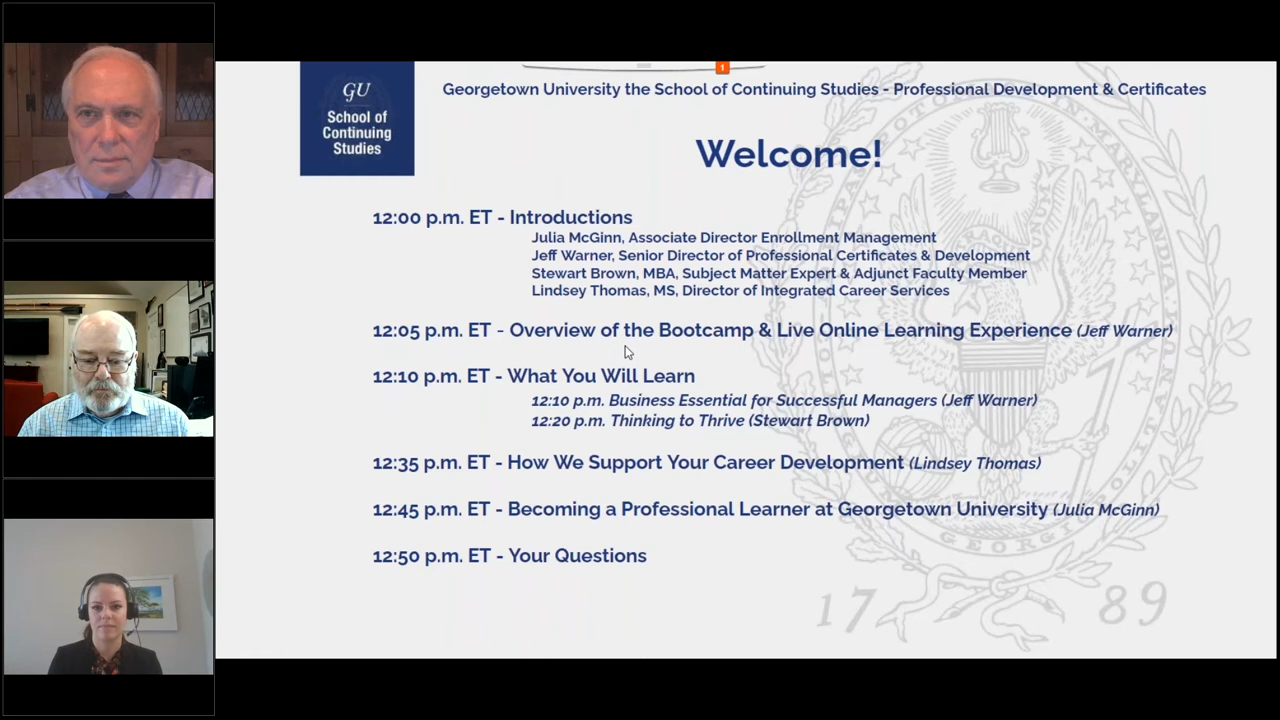 1
GU
School of
Continuing
Studies
Georgetown University the School of Continuing Studies - Professional Development & Certificates
Welcome!
12:00 p.m. ET - Introductions
Julia McGinn, Associate Director Enrollment Management
Jeff Warner, Senior Director of Professional Certificates & Development
Stewart Brown, MBA, Subject Matter Expert & Adjunct Faculty Member
Lindsey Thomas, MS, Director of Integrated Career Services
12:05 p.m. ET - Overview of the Bootcamp & Live Online Learning Experience (Jeff Warner)
12:10 p.m. ET - What You Will Learn
12:10 p.m. Business Essential for Successful Managers (Jeff Warner)
12:20 p.m. Thinking to Thrive (Stewart Brown)
12:35 p.m. ET - How We Support Your Career Development (Lindsey Thomas)
12:45 p.m. ET - Becoming a Professional Learner at Georgetown University (Julia McGinn)
12:50 p.m. ET - Your Questions
17 89